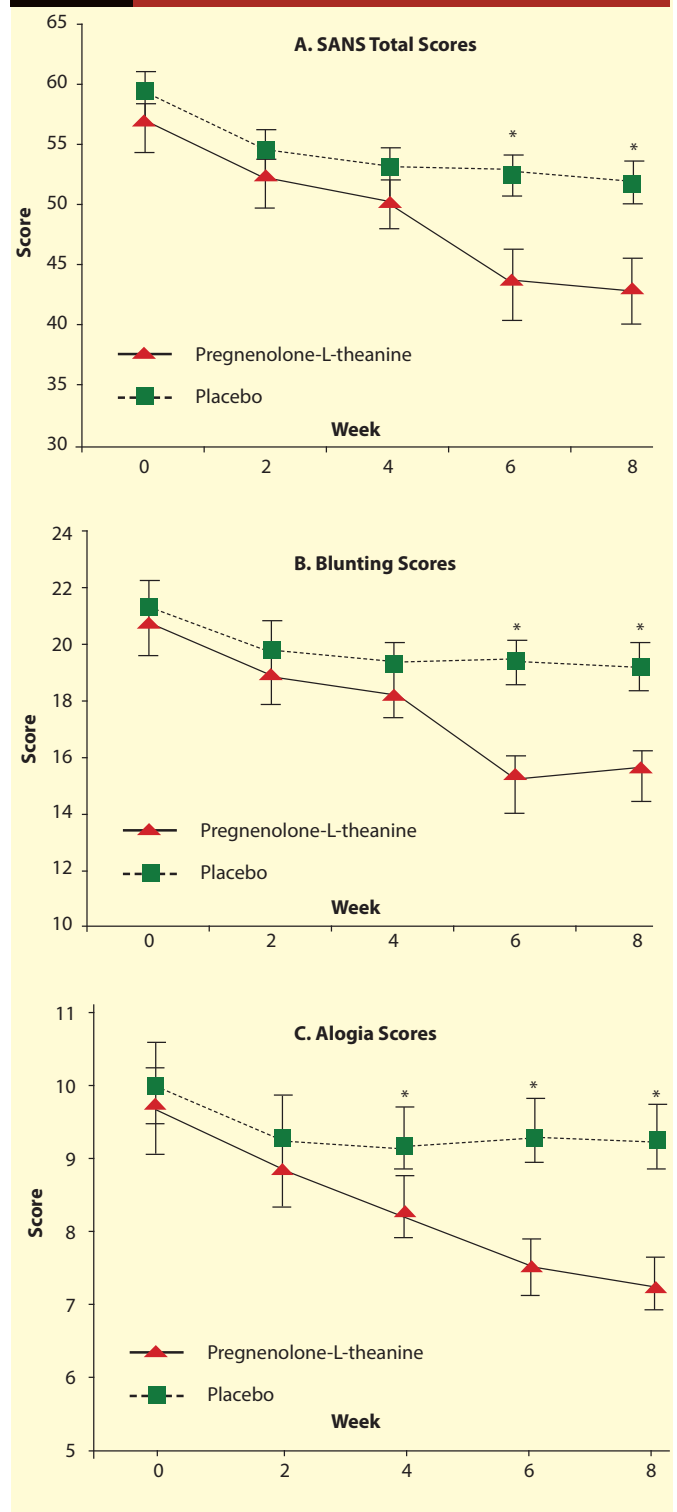 A. SANS Total Scores
65
60
55
50
45
40
35
30
Score
*
*
Pregnenolone-L-theanine
Placebo
Week
0 2 4 6 8
B. Blunting Scores
24
22
20
18
16
14
12
10
Score
*
*
Pregnenolone-L-theanine
Placebo
Week
0 2 4 6 8
C. Alogia Scores
11
10
9
8
7
6
5
Score
*
*
*
Pregnenolone-L-theanine
Placebo
Week
0 2 4 6 8